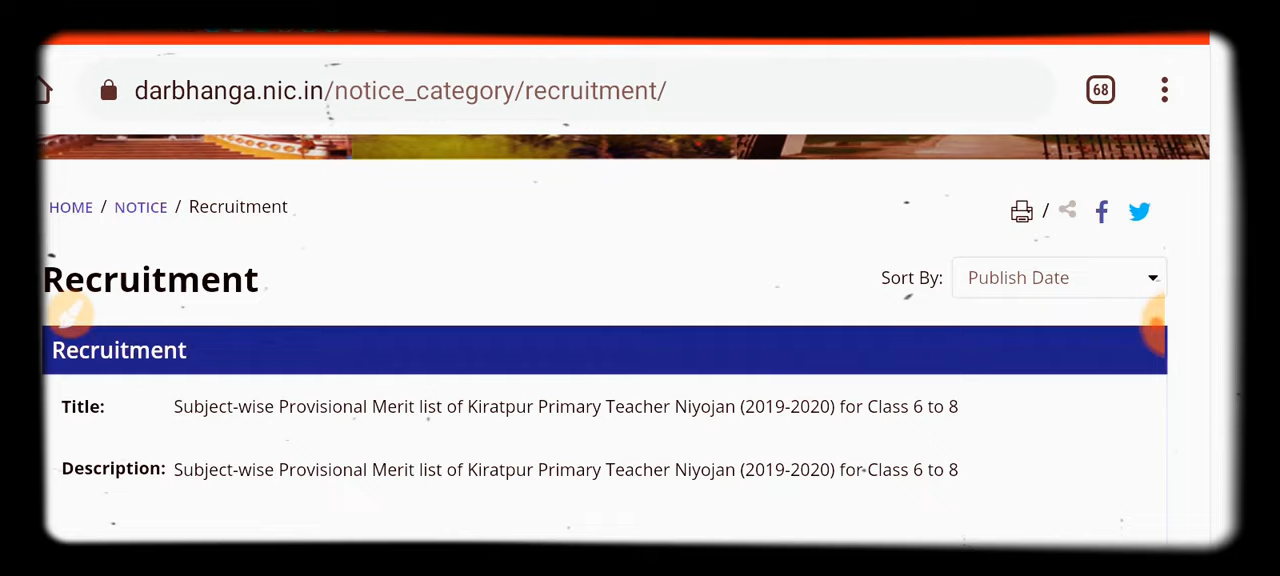 darbhanga.nic.in/notice_category/recruitment/
68
HOME / NOTICE / Recruitment
/
Recruitment
Sort By: Publish Date
Recruitment
Title: Subject-wise Provisional Merit list of Kiratpur Primary Teacher Niyojan (2019-2020) for Class 6 to 8
Description: Subject-wise Provisional Merit list of Kiratpur Primary Teacher Niyojan (2019-2020) for Class 6 to 8